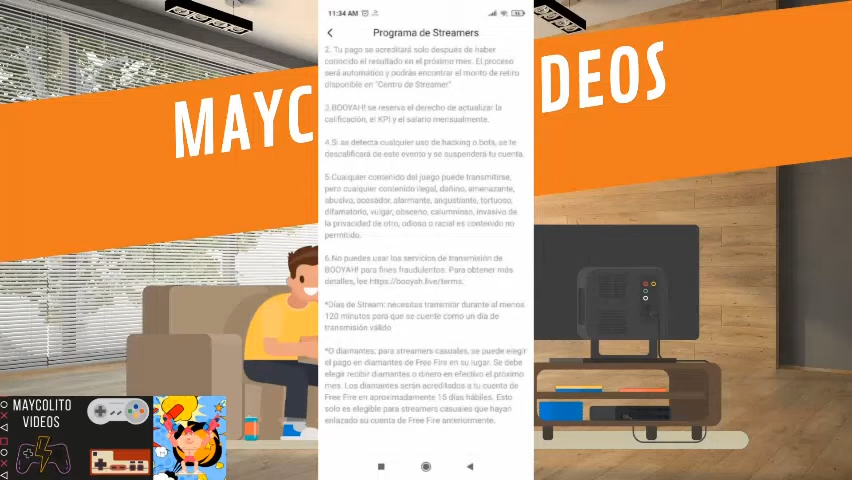 11:34 AM
Programa de Streamers
MAYC
DEOS
2. Tu pago se acreditará solo después de haber
conocido el resultado en el próximo mes. El proceso
será automático y podrás encontrar el monto de retiro
disponible en "Centro de Streamer"
3.BOOYAH! se reserva el derecho de actualizar la
calificación, el KPI y el salario mensualmente.
4.Si se detecta cualquier uso de hacking o bots, se te
descalificará de este evento y se suspenderá tu cuenta.
5.Cualquier contenido del juego puede transmitirse,
pero cualquier contenido ilegal, dañino, amenazante,
abusivo, acosador, alarmante, angustiante, tortuoso,
difamatorio, vulgar, obsceno, calumnioso, invasivo de
la privacidad de otro, odioso o racial es contenido no
permitido.
6.No puedes usar los servicios de transmisión de
BOOYAH! para fines fraudulentos. Para obtener más
detalles, lee https://booyah.live/terms.
*Días de Stream: necesitas transmitir durante al menos
120 minutos para que se cuente como un día de
transmisión válido
*O diamantes: para streamers casuales, se puede elegir
el pago en diamantes de Free Fire en su lugar. Se debe
elegir recibir diamantes o dinero en efectivo el próximo
mes. Los diamantes serán acreditados a tu cuenta de
Free Fire en aproximadamente 15 días hábiles. Esto
solo es elegible para streamers casuales que hayan
enlazado su cuenta de Free Fire anteriormente.
MAYCOLITO
VIDEOS